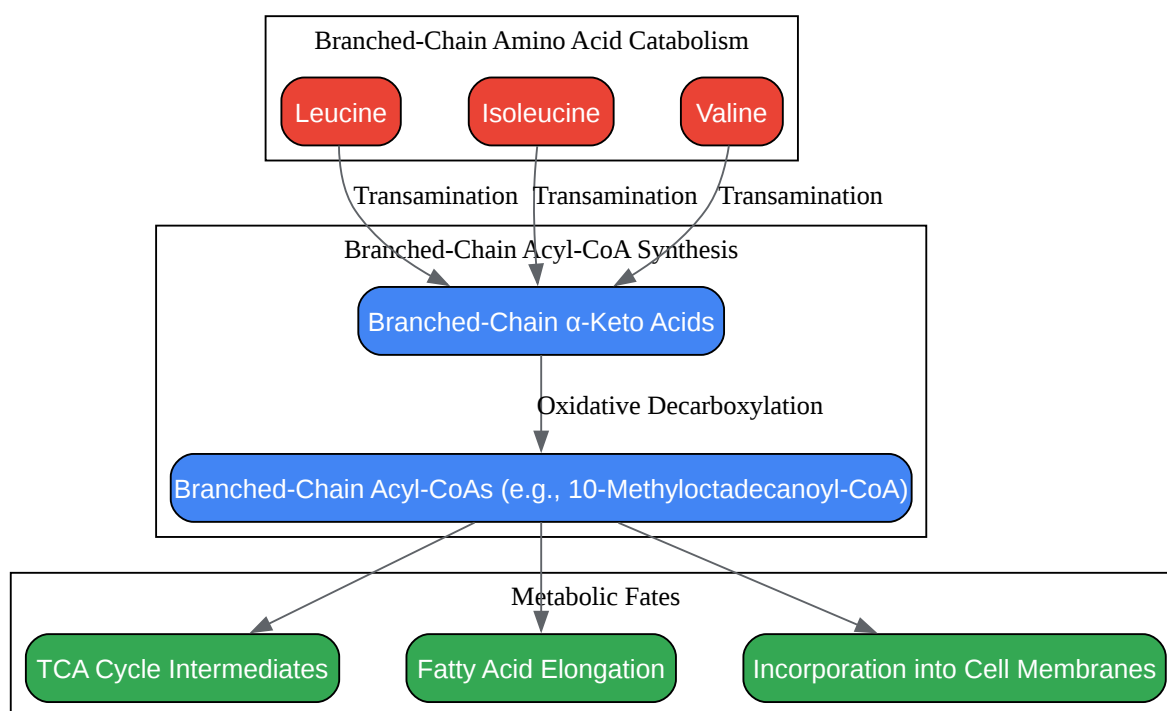 Branched-Chain Amino Acid Catabolism
Leucine
Isoleucine
Valine
Transamination
Transamination
Transamination
Branched-Chain Acyl-CoA Synthesis
Branched-Chain α-Keto Acids
Oxidative Decarboxylation
Branched-Chain Acyl-CoAs (e.g., 10-Methyloctadecanoyl-CoA)
Metabolic Fates
TCA Cycle Intermediates
Fatty Acid Elongation
Incorporation into Cell Membranes